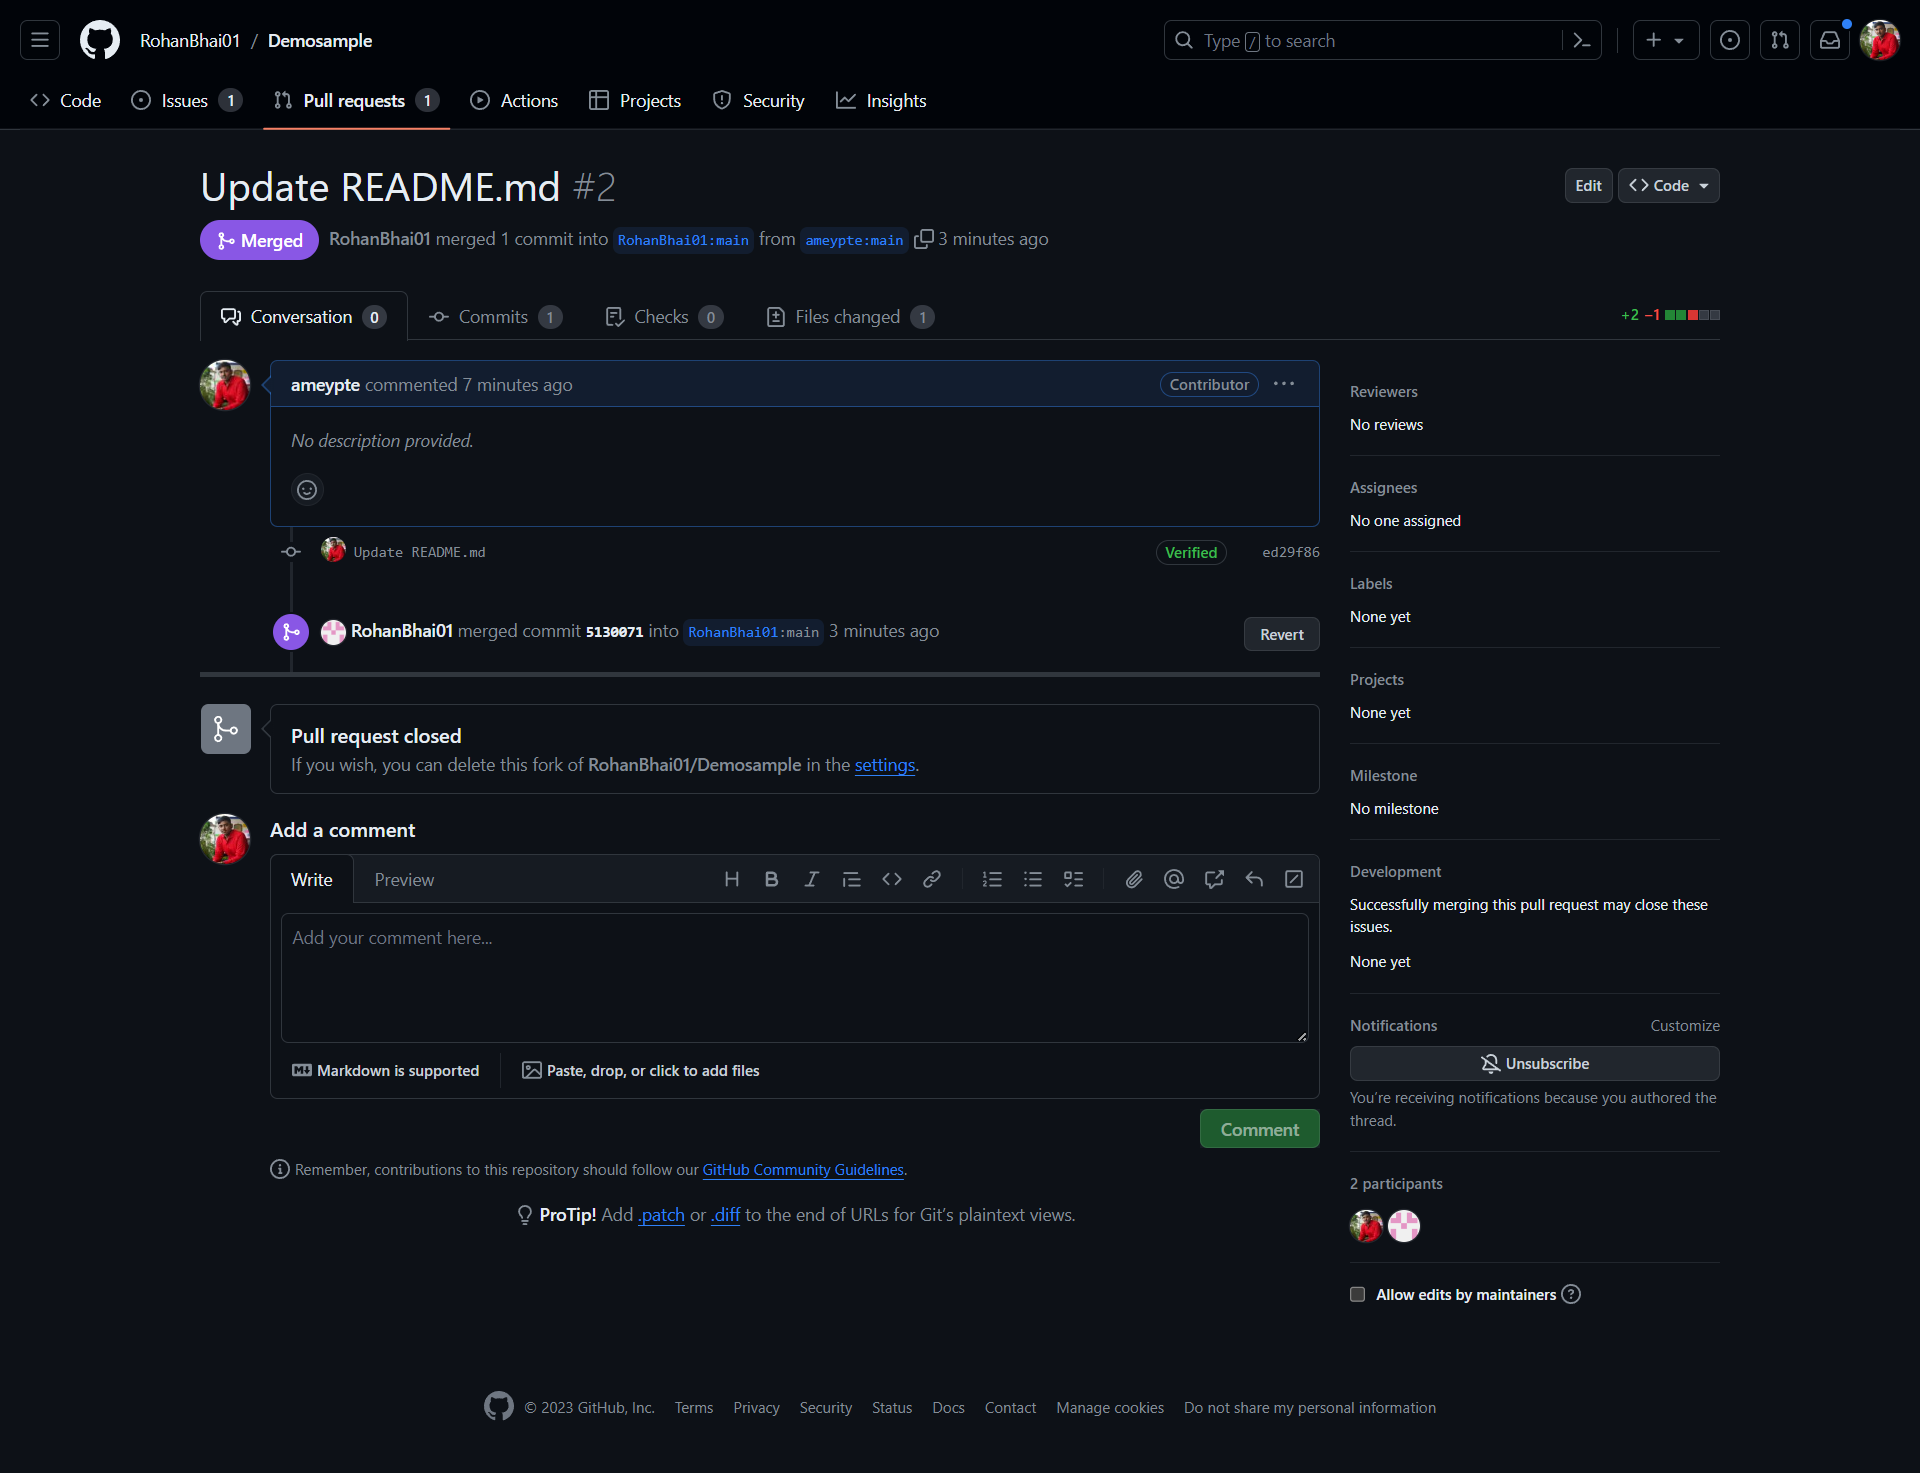 RohanBhai01 / Demosample
Type / to search
Code
Issues 1
Pull requests 1
Actions
Projects
Security
Insights
Update README.md #2
Edit
Code
Merged
RohanBhai01 merged 1 commit into RohanBhai01:main from ameypte:main 3 minutes ago
Conversation 0
Commits 1
Checks 0
Files changed 1
+2 −1
ameypte commented 7 minutes ago
Contributor
No description provided.
Update README.md
Verified
ed29f86
RohanBhai01 merged commit 5130071 into RohanBhai01:main 3 minutes ago
Revert
Pull request closed
If you wish, you can delete this fork of RohanBhai01/Demosample in the settings.
Add a comment
Write
Preview
Add your comment here...
Markdown is supported
Paste, drop, or click to add files
Comment
Remember, contributions to this repository should follow our GitHub Community Guidelines.
ProTip! Add .patch or .diff to the end of URLs for Git’s plaintext views.
Reviewers
No reviews
Assignees
No one assigned
Labels
None yet
Projects
None yet
Milestone
No milestone
Development
Successfully merging this pull request may close these
issues.
None yet
Notifications
Customize
Unsubscribe
You’re receiving notifications because you authored the
thread.
2 participants
Allow edits by maintainers
© 2023 GitHub, Inc.
Terms
Privacy
Security
Status
Docs
Contact
Manage cookies
Do not share my personal information